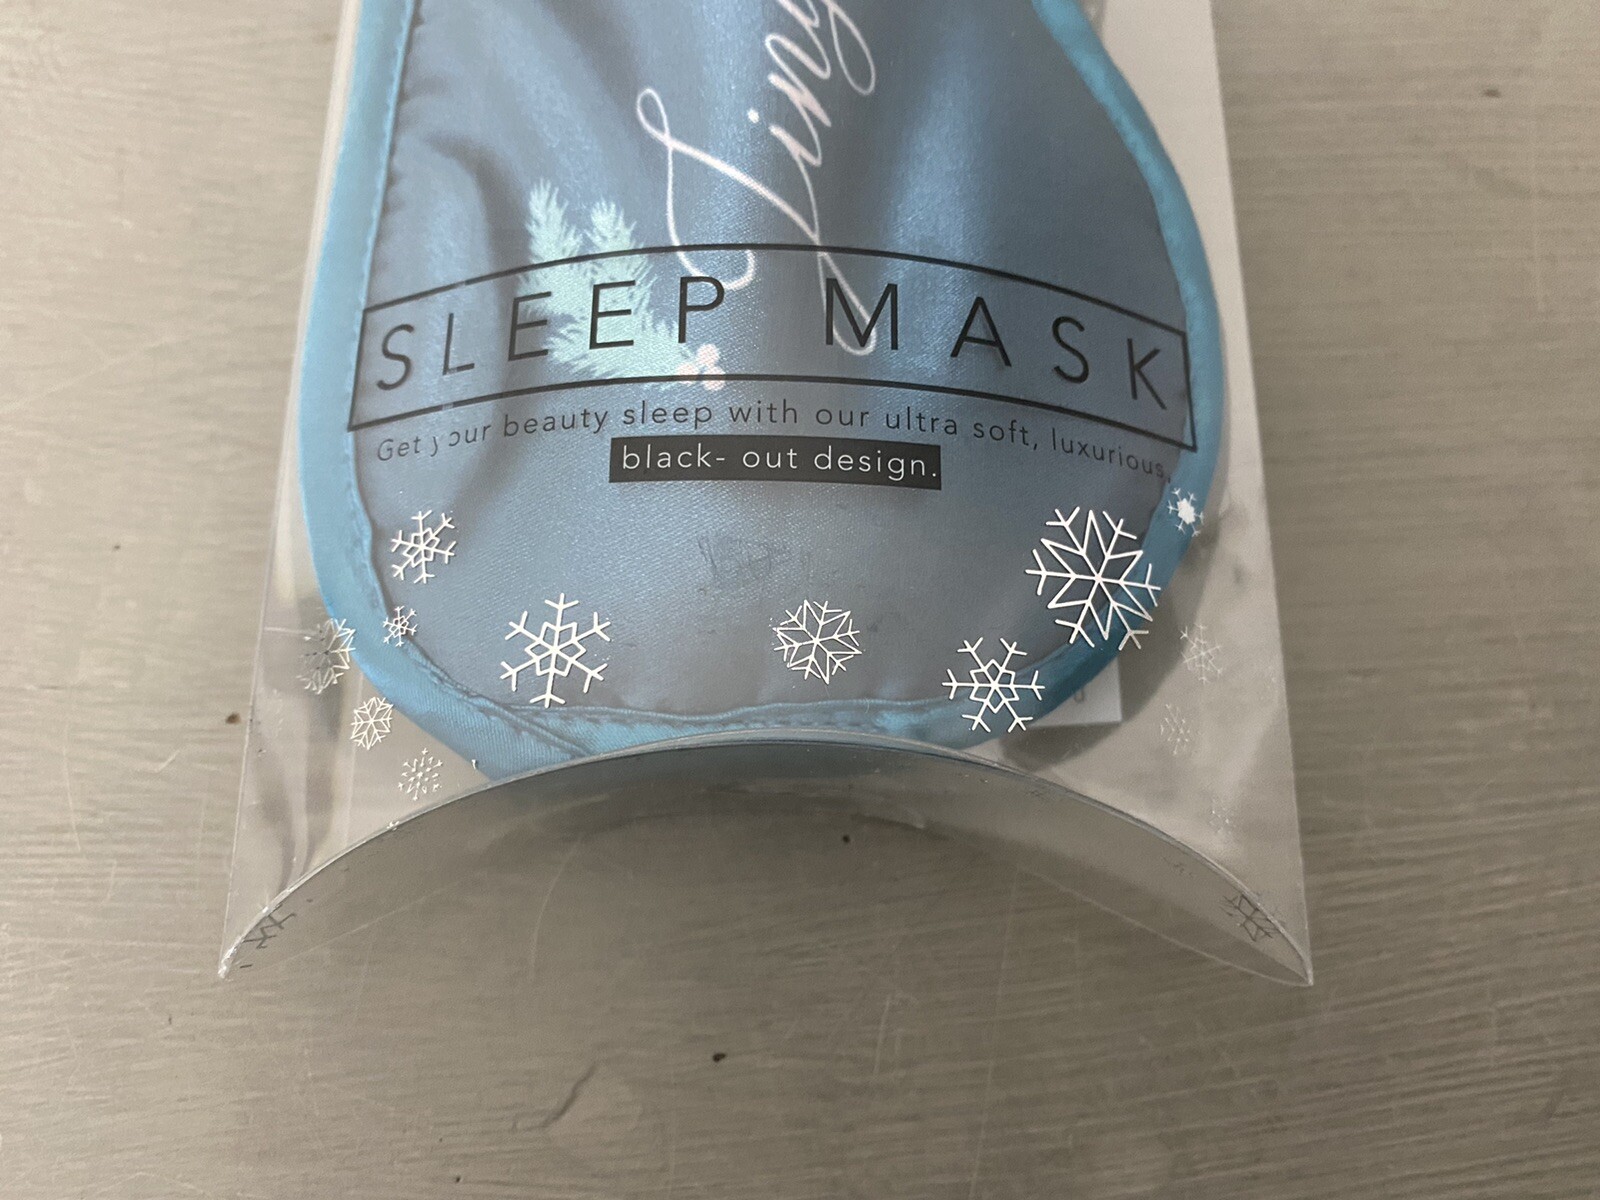 SLEEP MASK
Get your beauty sleep with our ultra soft, luxurious,
black- out design.